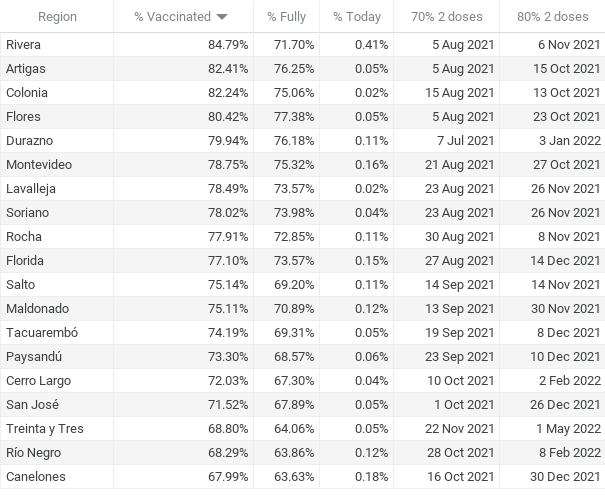 Region % Vaccinated % Fully % Today 70% 2 doses 80% 2 doses
Rivera 84.79% 71.70% 0.41% 5 Aug 2021 6 Nov 2021
Artigas 82.41% 76.25% 0.05% 5 Aug 2021 15 Oct 2021
Colonia 82.24% 75.06% 0.02% 15 Aug 2021 13 Oct 2021
Flores 80.42% 77.38% 0.05% 5 Aug 2021 23 Oct 2021
Durazno 79.94% 76.18% 0.11% 7 Jul 2021 3 Jan 2022
Montevideo 78.75% 75.32% 0.16% 21 Aug 2021 27 Oct 2021
Lavalleja 78.49% 73.57% 0.02% 23 Aug 2021 26 Nov 2021
Soriano 78.02% 73.98% 0.04% 23 Aug 2021 26 Nov 2021
Rocha 77.91% 72.85% 0.11% 30 Aug 2021 8 Nov 2021
Florida 77.10% 73.57% 0.15% 27 Aug 2021 14 Dec 2021
Salto 75.14% 69.20% 0.11% 14 Sep 2021 14 Nov 2021
Maldonado 75.11% 70.89% 0.12% 13 Sep 2021 30 Nov 2021
Tacuarembó 74.19% 69.31% 0.05% 19 Sep 2021 8 Dec 2021
Paysandú 73.30% 68.57% 0.06% 23 Sep 2021 10 Dec 2021
Cerro Largo 72.03% 67.30% 0.04% 10 Oct 2021 2 Feb 2022
San José 71.52% 67.89% 0.05% 1 Oct 2021 26 Dec 2021
Treinta y Tres 68.80% 64.06% 0.05% 22 Nov 2021 1 May 2022
Río Negro 68.29% 63.86% 0.12% 28 Oct 2021 8 Feb 2022
Canelones 67.99% 63.63% 0.18% 16 Oct 2021 30 Dec 2021